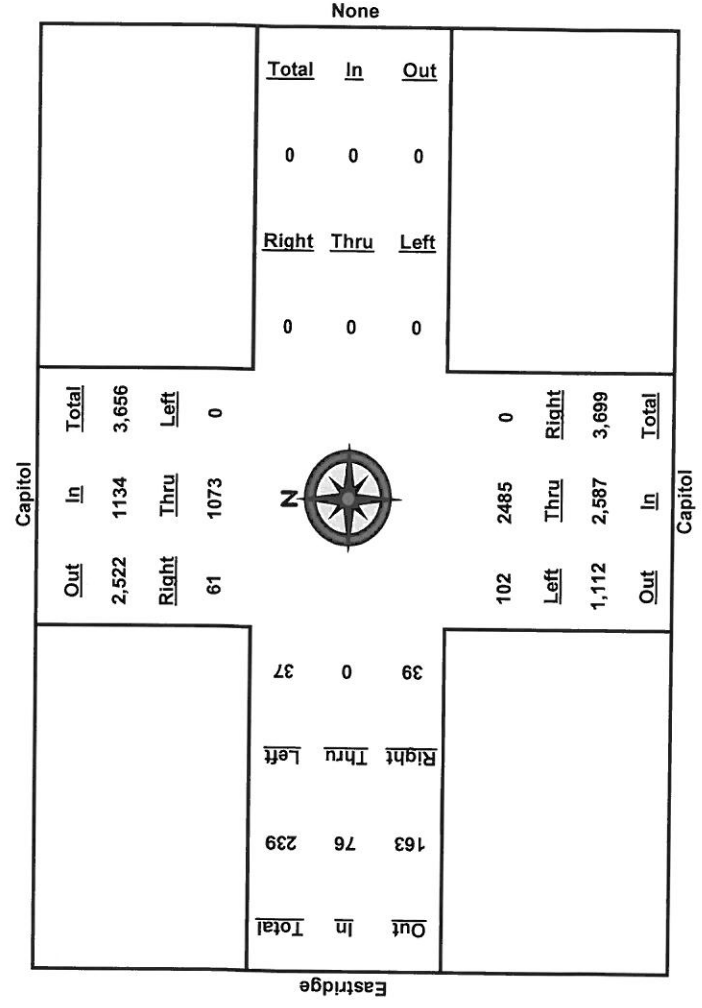 None
Total In Out
0 0 0
Right Thru Left
0 0 0
Capitol
Out In Total
2,522 1134 3,656
Right Thru Left
61 1073 0
N
102 2485 0
Left Thru Right
1,112 2,587 3,699
Out In Total
Capitol
39 0 37
Right Thru Left
163 76 239
Out In Total
Eastridge